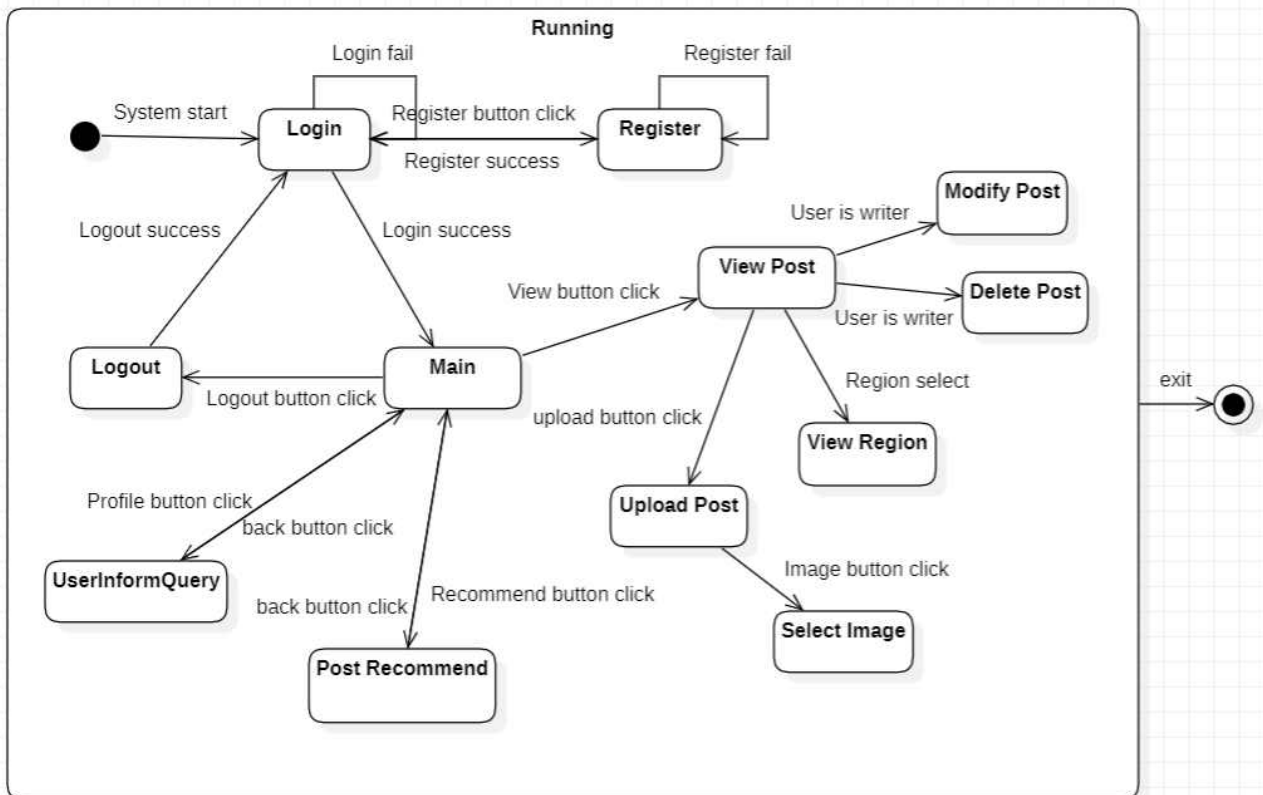 Running
Login fail
Register fail
System start
Login
Register button click
Register
Register success
Modify Post
User is writer
Logout success
Login success
View Post
View button click
Delete Post
User is writer
Logout
Main
Region select
exit
Logout button click
upload button click
View Region
Profile button click
Upload Post
back button click
Image button click
UserInformQuery
Recommend button click
back button click
Select Image
Post Recommend